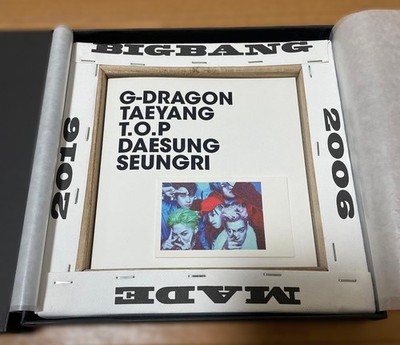 BIGBANG
G-DRAGON
TAEYANG
T.O.P
DAESUNG
SEUNGRI
2016
2006
MADE